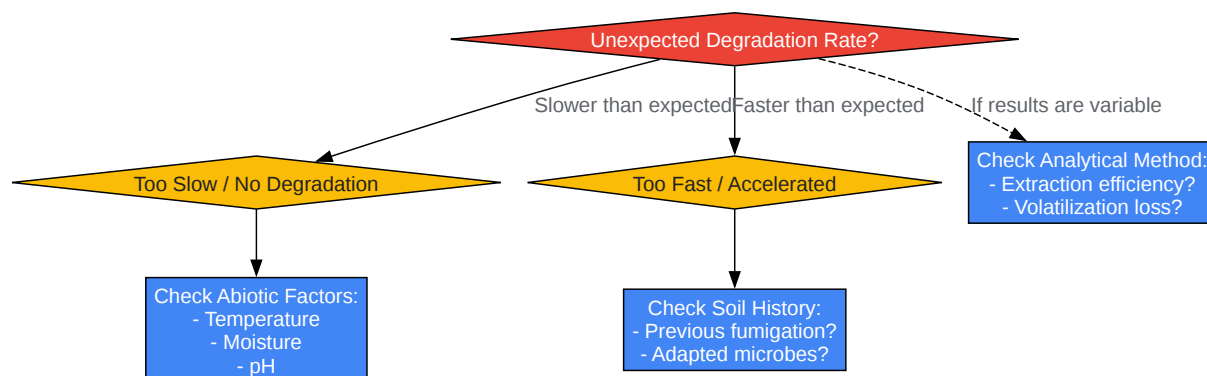 Unexpected Degradation Rate?
Slower than expected
Faster than expected
If results are variable
Too Slow / No Degradation
Too Fast / Accelerated
Check Analytical Method:
- Extraction efficiency?
- Volatilization loss?
Check Abiotic Factors:
- Temperature
- Moisture
- pH
Check Soil History:
- Previous fumigation?
- Adapted microbes?